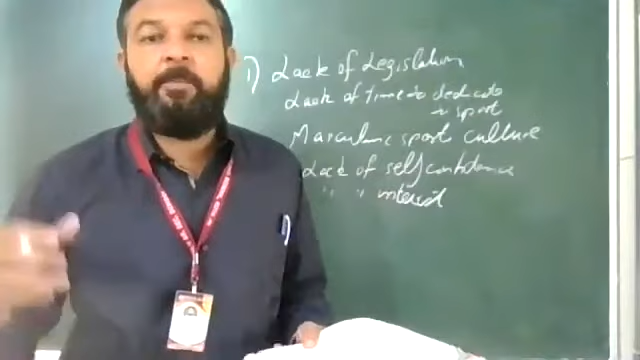 1) Lack of Legislation
Lack of Time to dedicate
in sport
Masculine sport culture
Lack of self confidence
" " interest